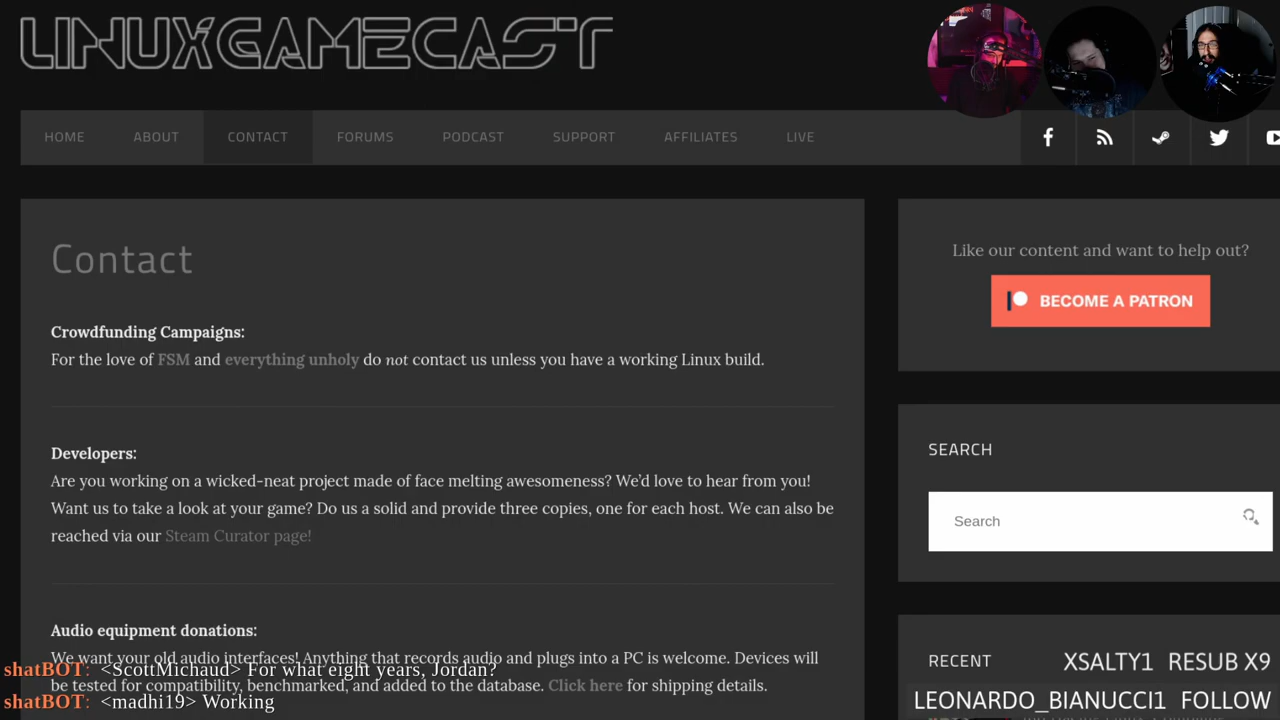 LINUXGAMECAST
HOME ABOUT CONTACT FORUMS PODCAST SUPPORT AFFILIATES LIVE
Contact
Crowdfunding Campaigns:
For the love of FSM and everything unholy do not contact us unless you have a working Linux build.
Developers:
Are you working on a wicked-neat project made of face melting awesomeness? We’d love to hear from you!
Want us to take a look at your game? Do us a solid and provide three copies, one for each host. We can also be
reached via our Steam Curator page!
Audio equipment donations:
We want your old audio interfaces! Anything that records audio and plugs into a PC is welcome. Devices will
be tested for compatibility, benchmarked, and added to the database. Click here for shipping details.
Like our content and want to help out?
BECOME A PATRON
SEARCH
Search
RECENT
XSALTY1 RESUB X9
LEONARDO_BIANUCCI1 FOLLOW
shatBOT: <ScottMichaud> For what eight years, Jordan?
shatBOT: <madhi19> Working